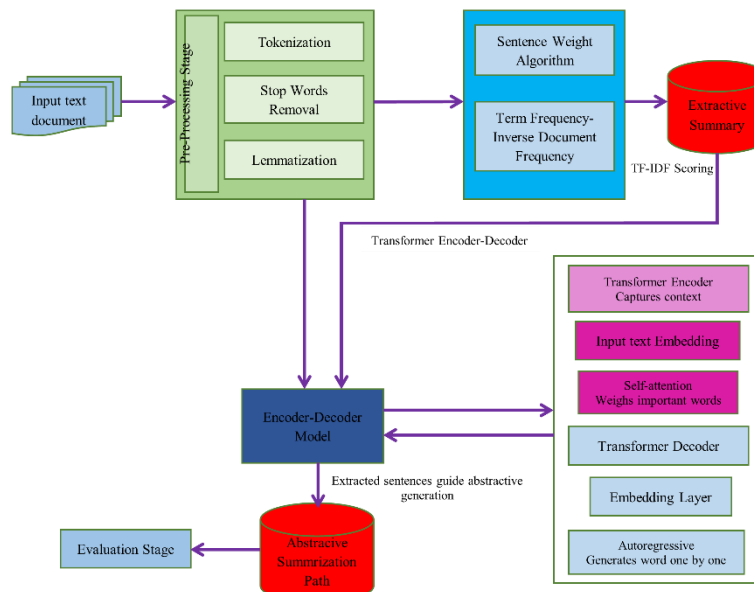 Input text
document
Pre-Processing Stage
Tokenization
Stop Words
Removal
Lemmatization
Sentence Weight
Algorithm
Term Frequency-
Inverse Document
Frequency
Extractive
Summary
TF-IDF Scoring
Transformer Encoder-Decoder
Transformer Encoder
Captures context
Input text Embedding
Self-attention
Weighs important words
Transformer Decoder
Embedding Layer
Autoregressive
Generates word one by one
Encoder-Decoder
Model
Extracted sentences guide abstractive
generation
Abstracive
Summrization
Path
Evaluation Stage